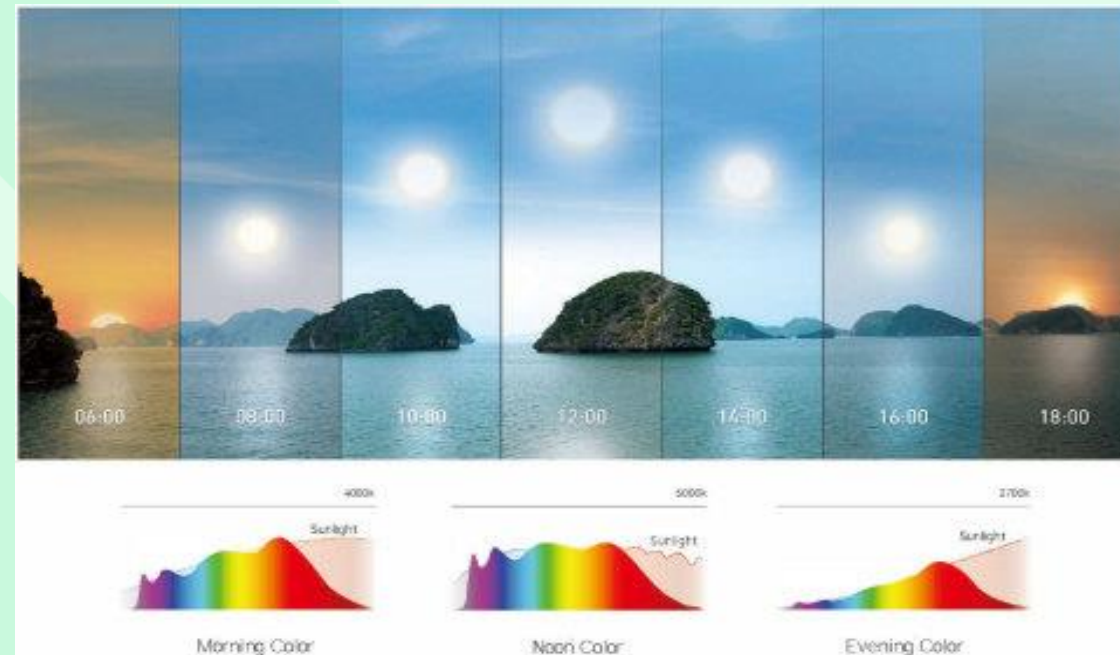 06:00 08:00 10:00 12:00 14:00 16:00 18:00
4000k 5000k 2700k
Sunlight Sunlight Sunlight
Morning Color Noon Color Evening Color